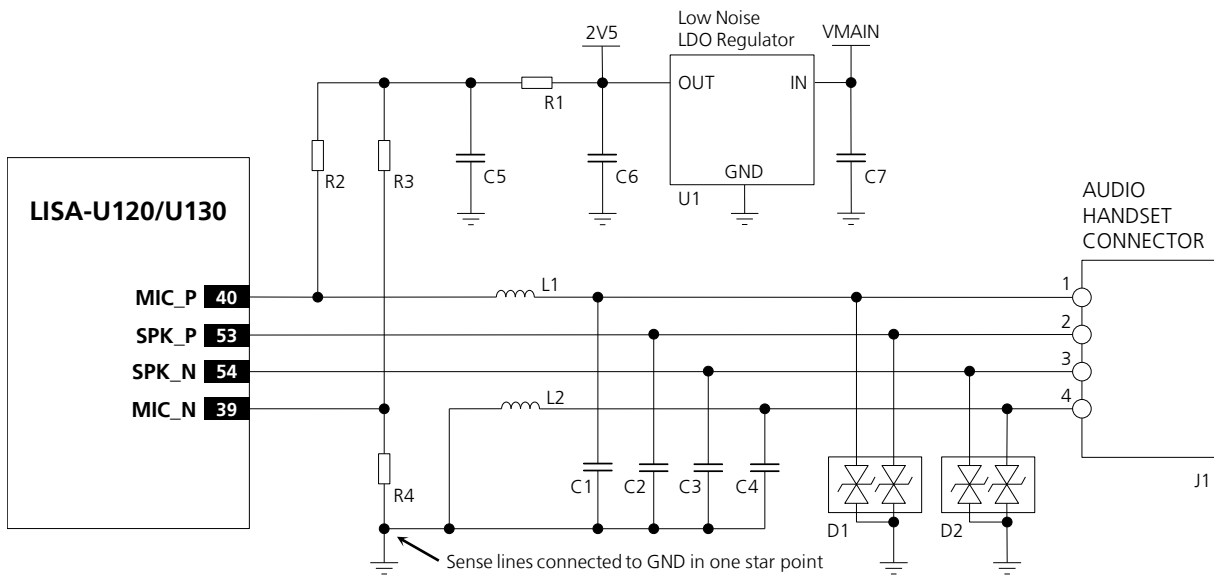 Low Noise
LDO Regulator
2V5
VMAIN
OUT
IN
GND
U1
R1
R2
R3
C5
C6
C7
LISA-U120/U130
AUDIO
HANDSET
CONNECTOR
MIC_P 40
L1
1
SPK_P 53
2
SPK_N 54
3
MIC_N 39
L2
4
R4
C1
C2
C3
C4
D1
D2
J1
Sense lines connected to GND in one star point